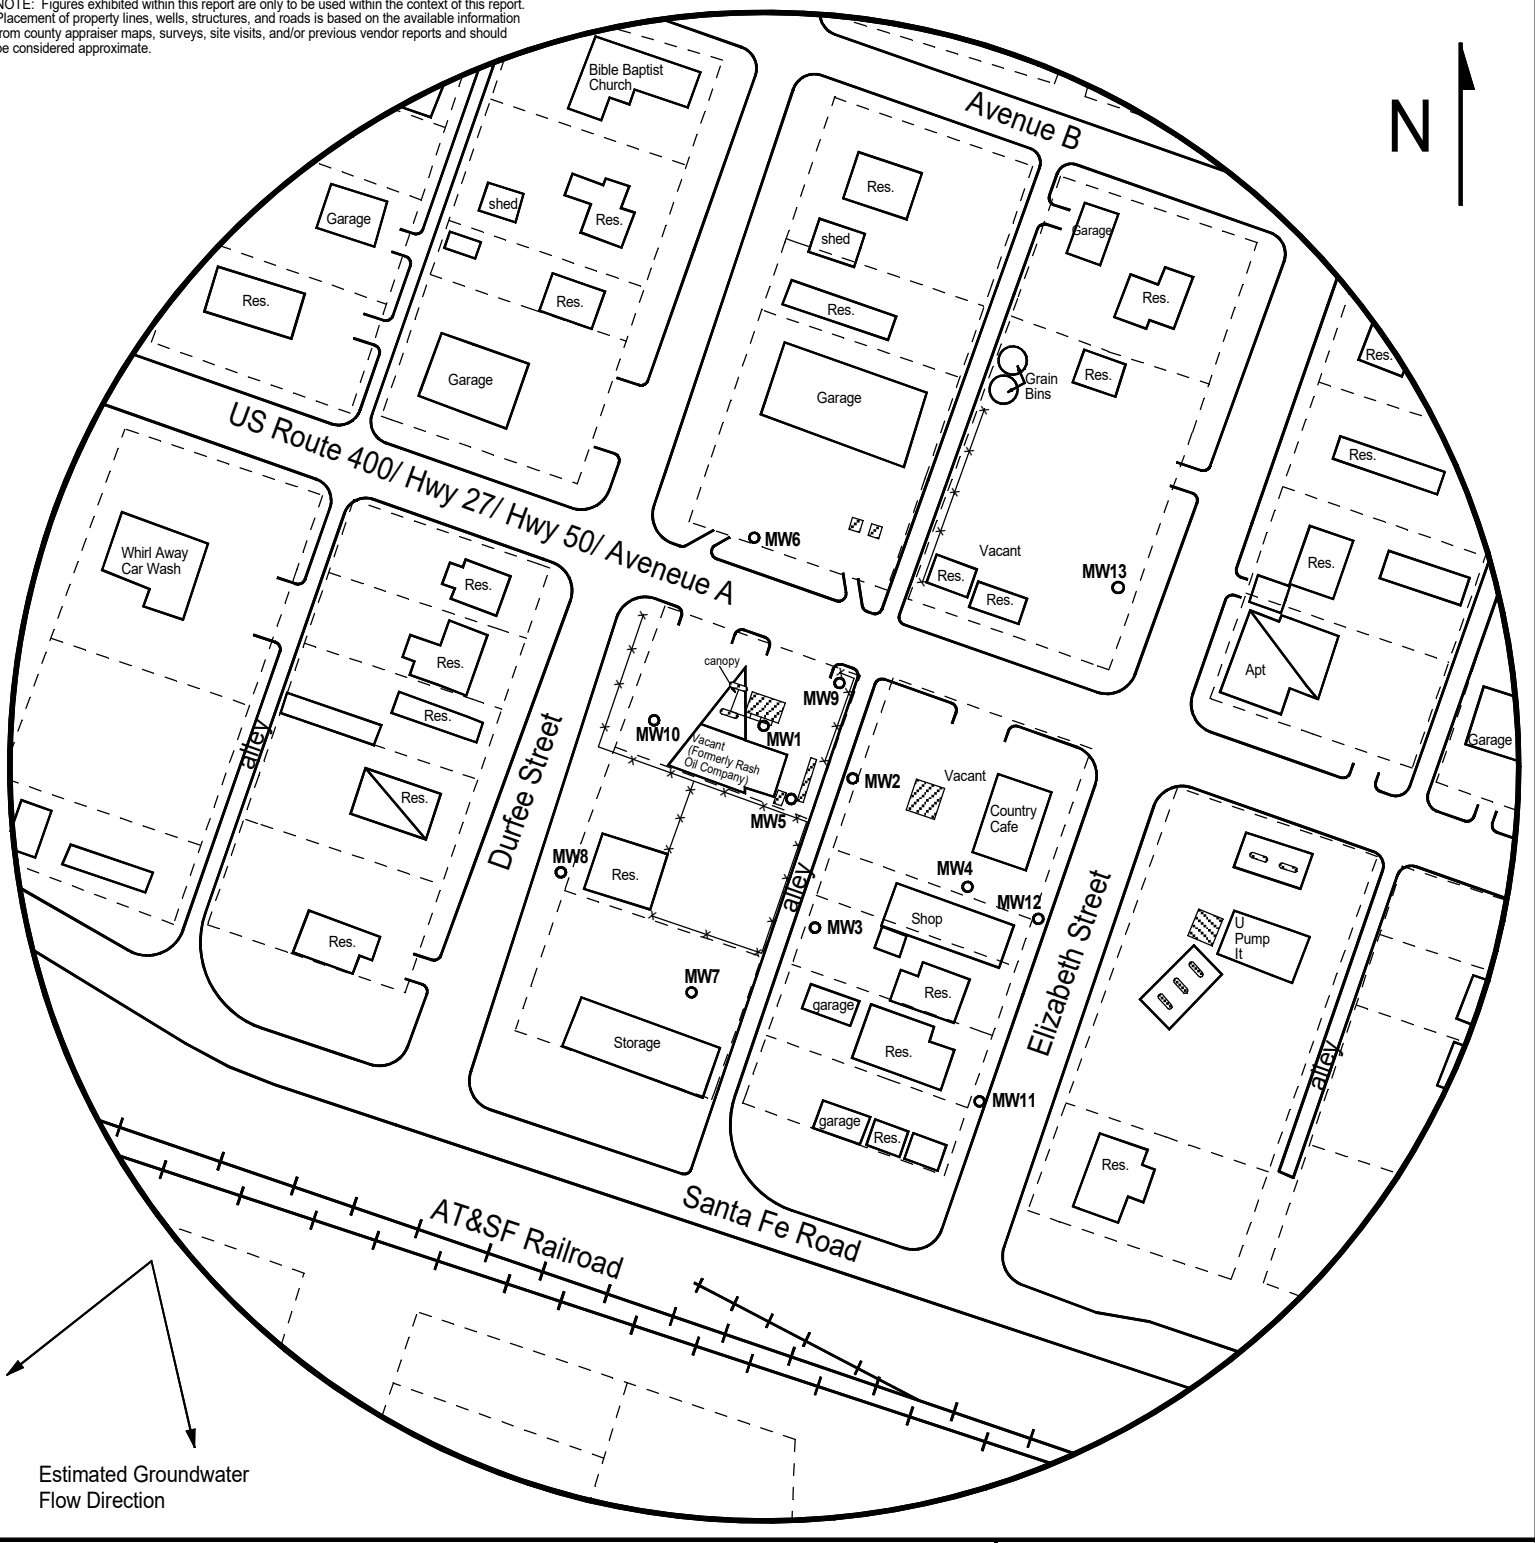 NOTE: Figures exhibited within this report are only to be used within the context of this report.
Placement of property lines, wells, structures, and roads is based on the available information
from county appraiser maps, surveys, site visits, and/or previous vendor reports and should
be considered approximate.
N
Bible Baptist
Church
Avenue B
Res.
shed
Res.
Garage
shed
Garage
Res.
Res.
Res.
Res.
Res.
Grain
Bins
Res.
Res.
Garage
Garage
US Route 400/ Hwy 27/ Hwy 50/ Aveneue A
Res.
MW6
Vacant
Whirl Away
Car Wash
Res.
Res.
Res.
Res.
MW13
Res.
canopy
Apt
MW9
MW10
MW1
Vacant
(Formerly Rash
Oil Company)
Res.
alley
Durfee Street
Garage
MW2
Vacant
Res.
Country
Cafe
MW5
MW8
Res.
alley
MW4
MW12
Elizabeth Street
Shop
MW3
U
Pump
It
MW7
Res.
Res.
garage
Storage
Res.
alley
MW11
garage
Res.
Res.
Santa Fe Road
AT&SF Railroad
Estimated Groundwater
Flow Direction